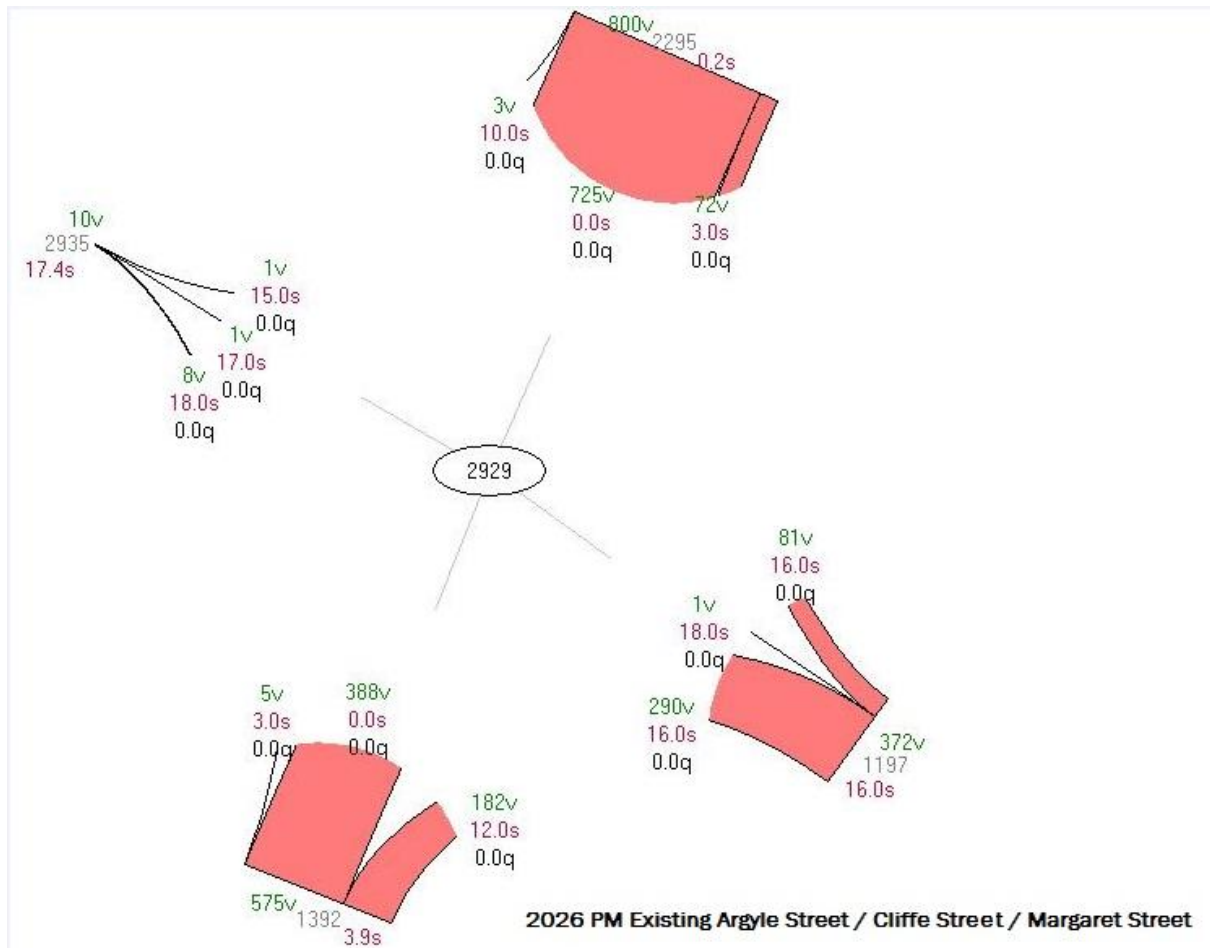 800v
2295
0.2s
3v
10.0s
0.0q
725v
0.0s
0.0q
72v
3.0s
0.0q
10v
2935
17.4s
1v
15.0s
0.0q
1v
17.0s
0.0q
8v
18.0s
0.0q
2929
81v
16.0s
0.0q
1v
18.0s
0.0q
290v
16.0s
0.0q
372v
1197
16.0s
5v
3.0s
0.0q
388v
0.0s
0.0q
182v
12.0s
0.0q
575v
1392
3.9s
2026 PM Existing Argyle Street / Cliffe Street / Margaret Street